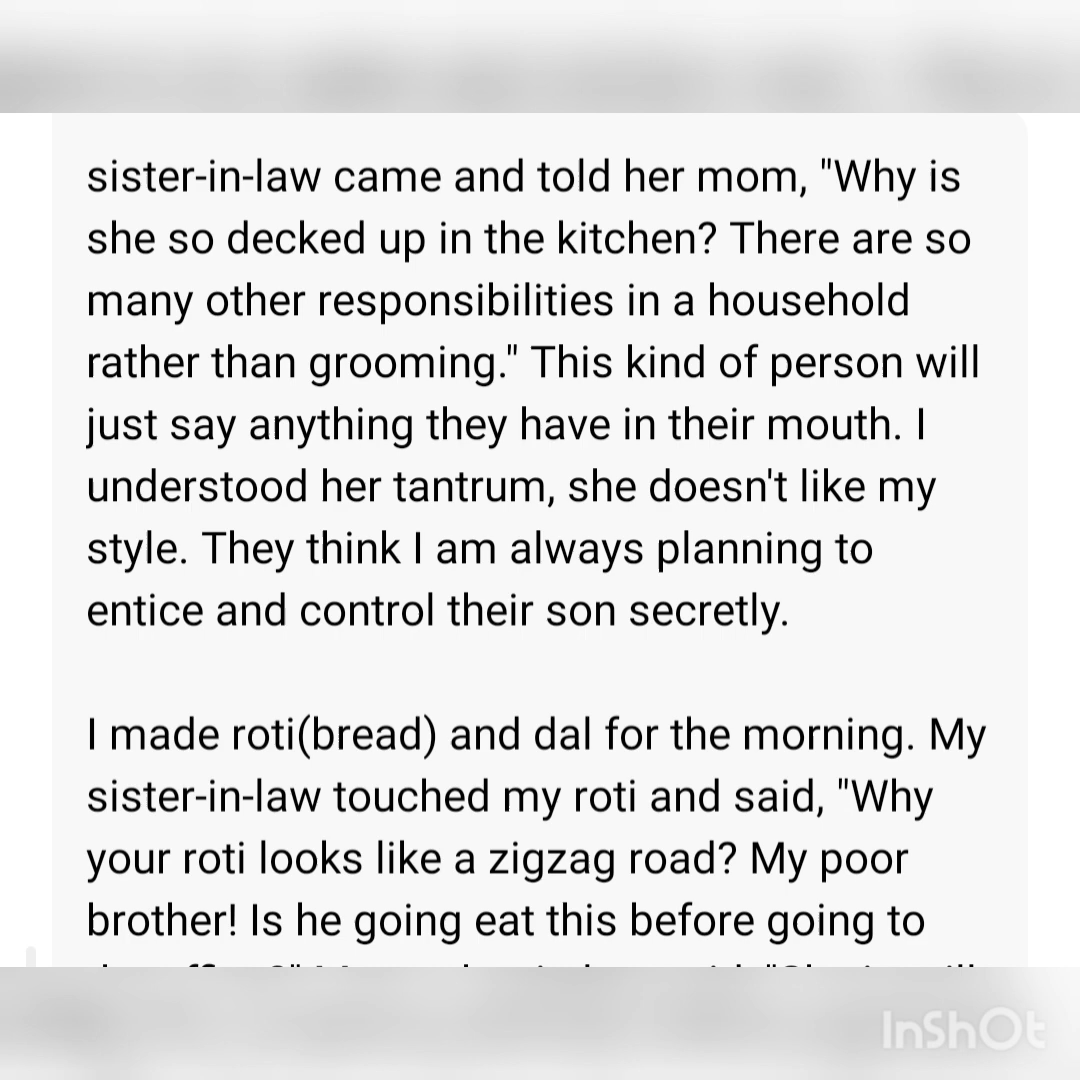 sister-in-law came and told her mom, "Why is
she so decked up in the kitchen? There are so
many other responsibilities in a household
rather than grooming." This kind of person will
just say anything they have in their mouth. I
understood her tantrum, she doesn't like my
style. They think I am always planning to
entice and control their son secretly.
I made roti(bread) and dal for the morning. My
sister-in-law touched my roti and said, "Why
your roti looks like a zigzag road? My poor
brother! Is he going eat this before going to
InShOt